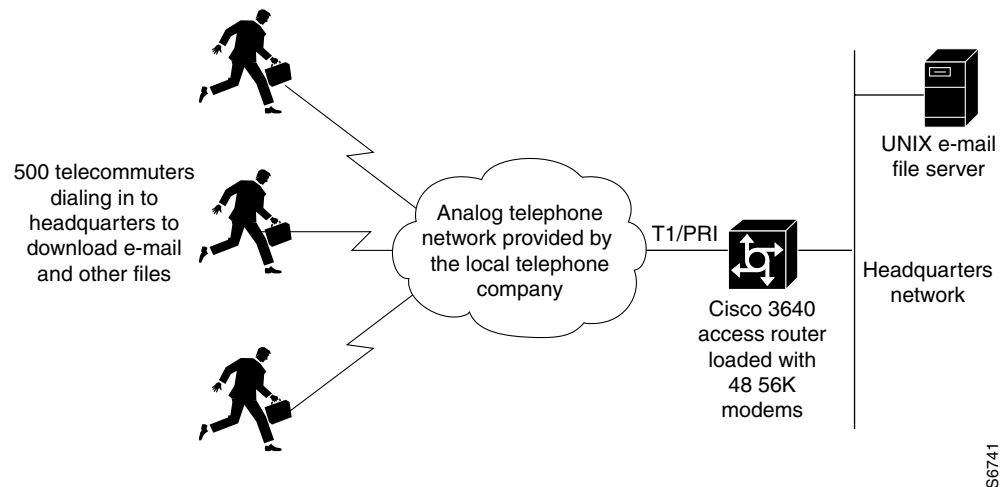 500 telecommuters
dialing in to
headquarters to
download e-mail
and other files
Analog telephone
network provided by
the local telephone
company
T1/PRI
Cisco 3640
access router
loaded with
48 56K
modems
UNIX e-mail
file server
Headquarters
network
S6741